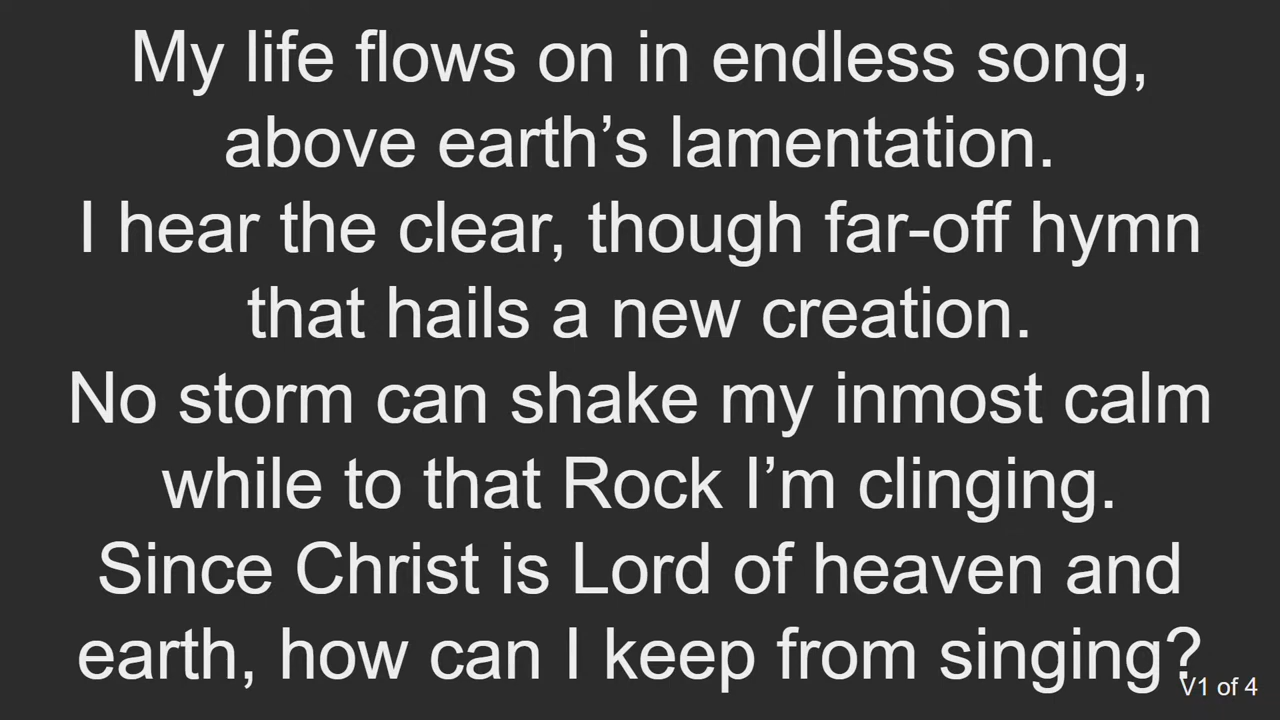 My life flows on in endless song,
above earth’s lamentation.
I hear the clear, though far-off hymn
that hails a new creation.
No storm can shake my inmost calm
while to that Rock I’m clinging.
Since Christ is Lord of heaven and
earth, how can I keep from singing?
V1 of 4